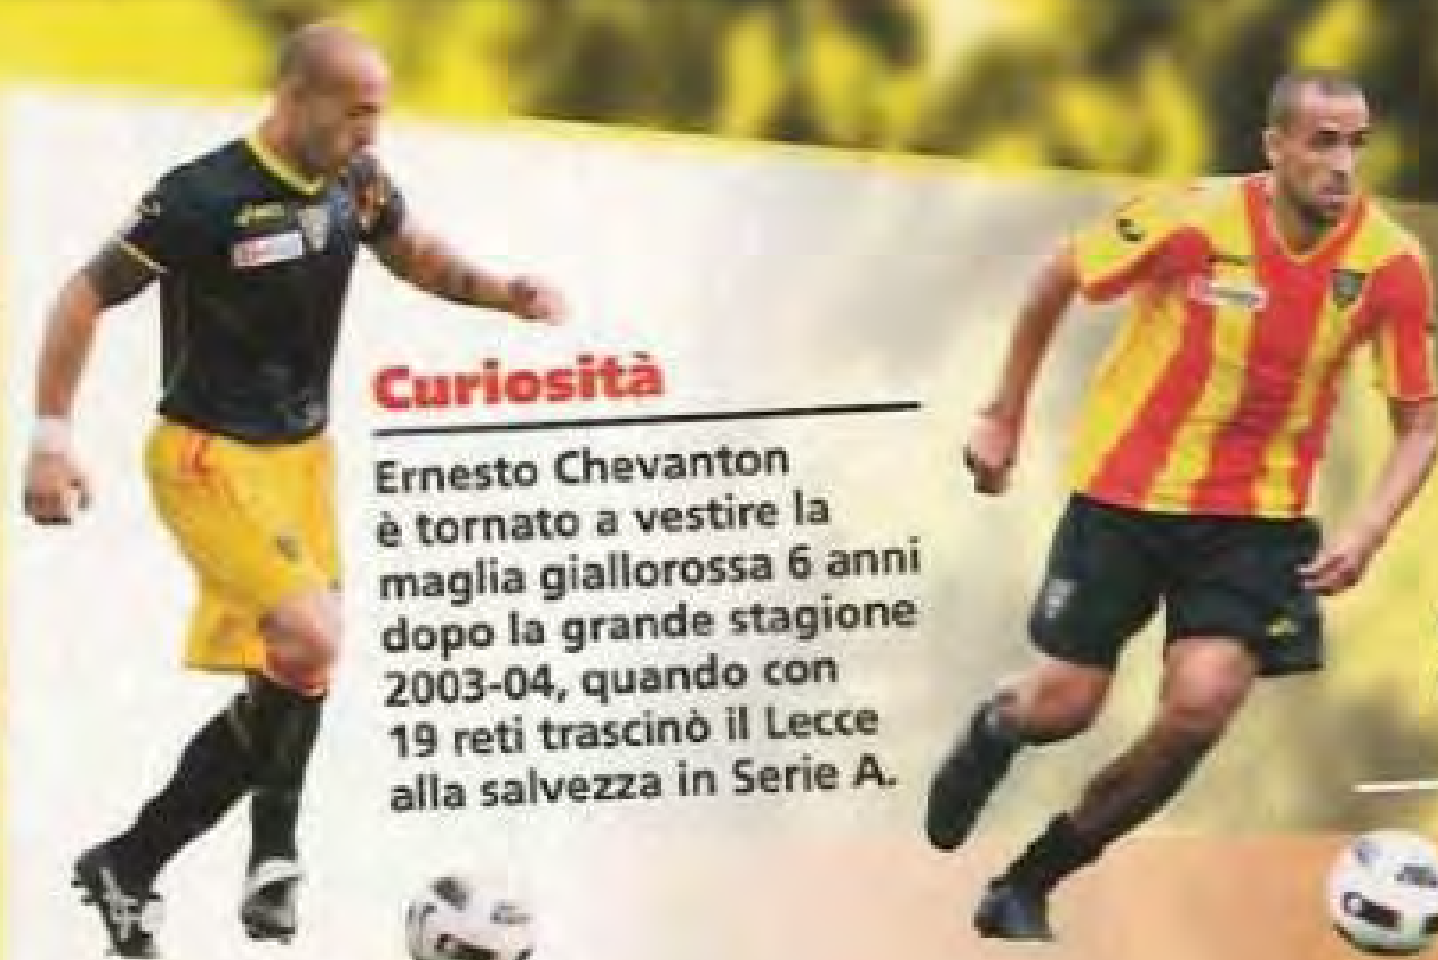 Curiosità
Ernesto Chevanton
è tornato a vestire la
maglia giallorossa 6 anni
dopo la grande stagione
2003-04, quando con
19 reti trascinò il Lecce
alla salvezza in Serie A.